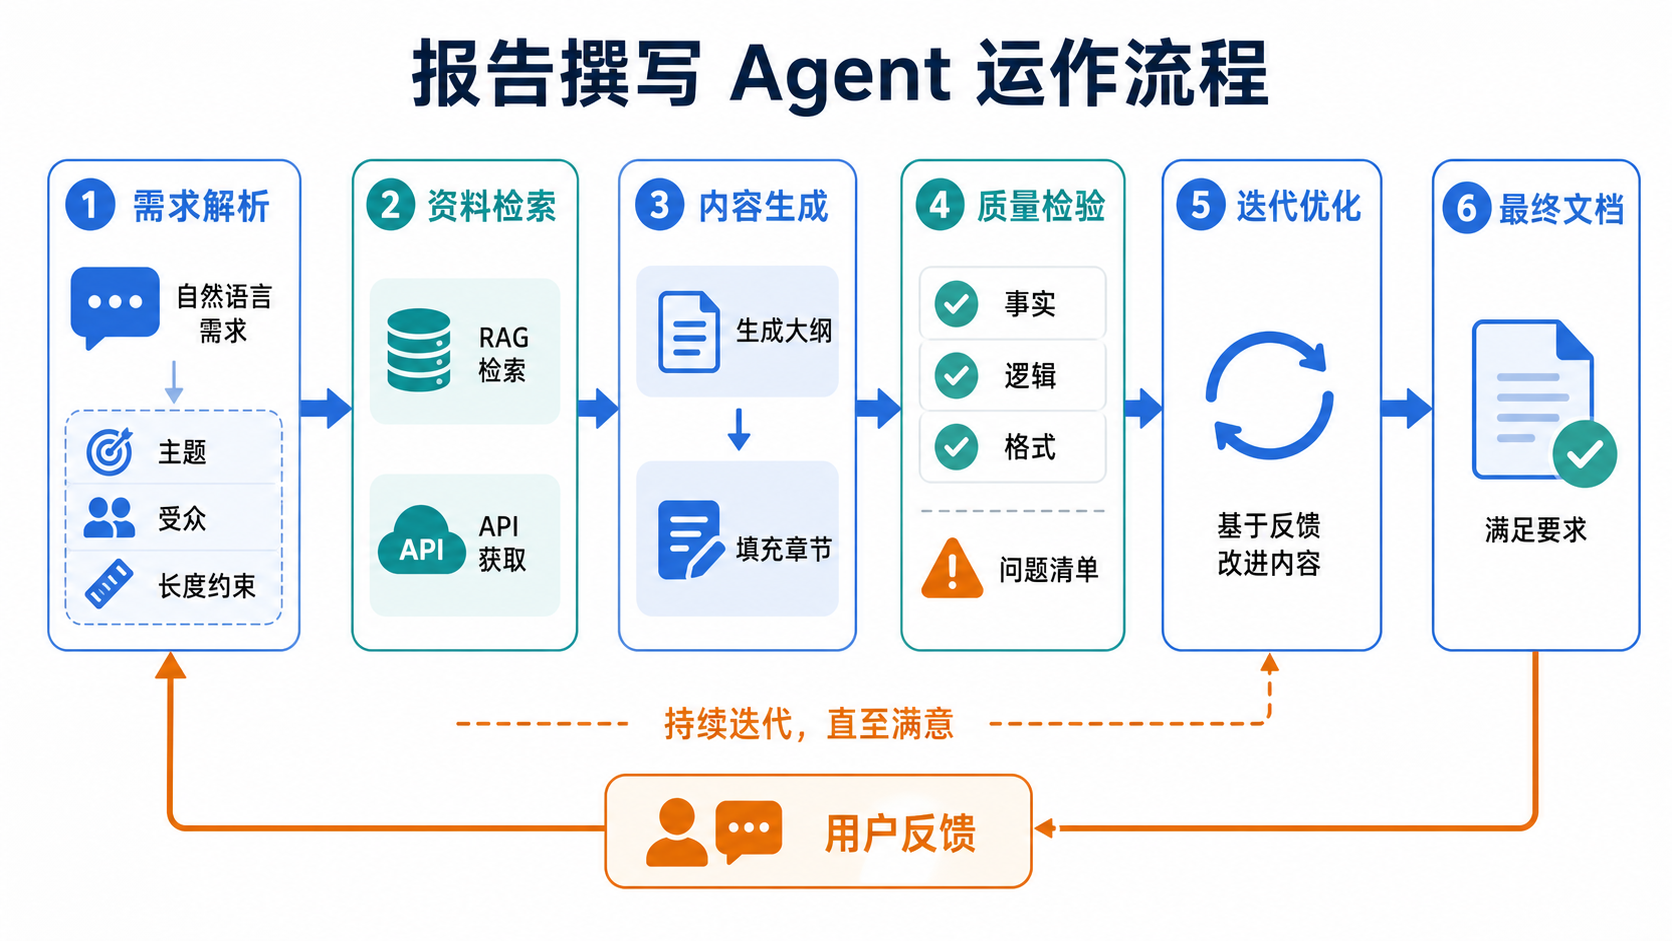 报告撰写 Agent 运作流程
1 需求解析
自然语言
需求
主题
受众
长度约束
2 资料检索
RAG
检索
API
API
获取
3 内容生成
生成大纲
填充章节
4 质量检验
事实
逻辑
格式
问题清单
5 迭代优化
基于反馈
改进内容
6 最终文档
满足要求
持续迭代，直至满意
用户反馈